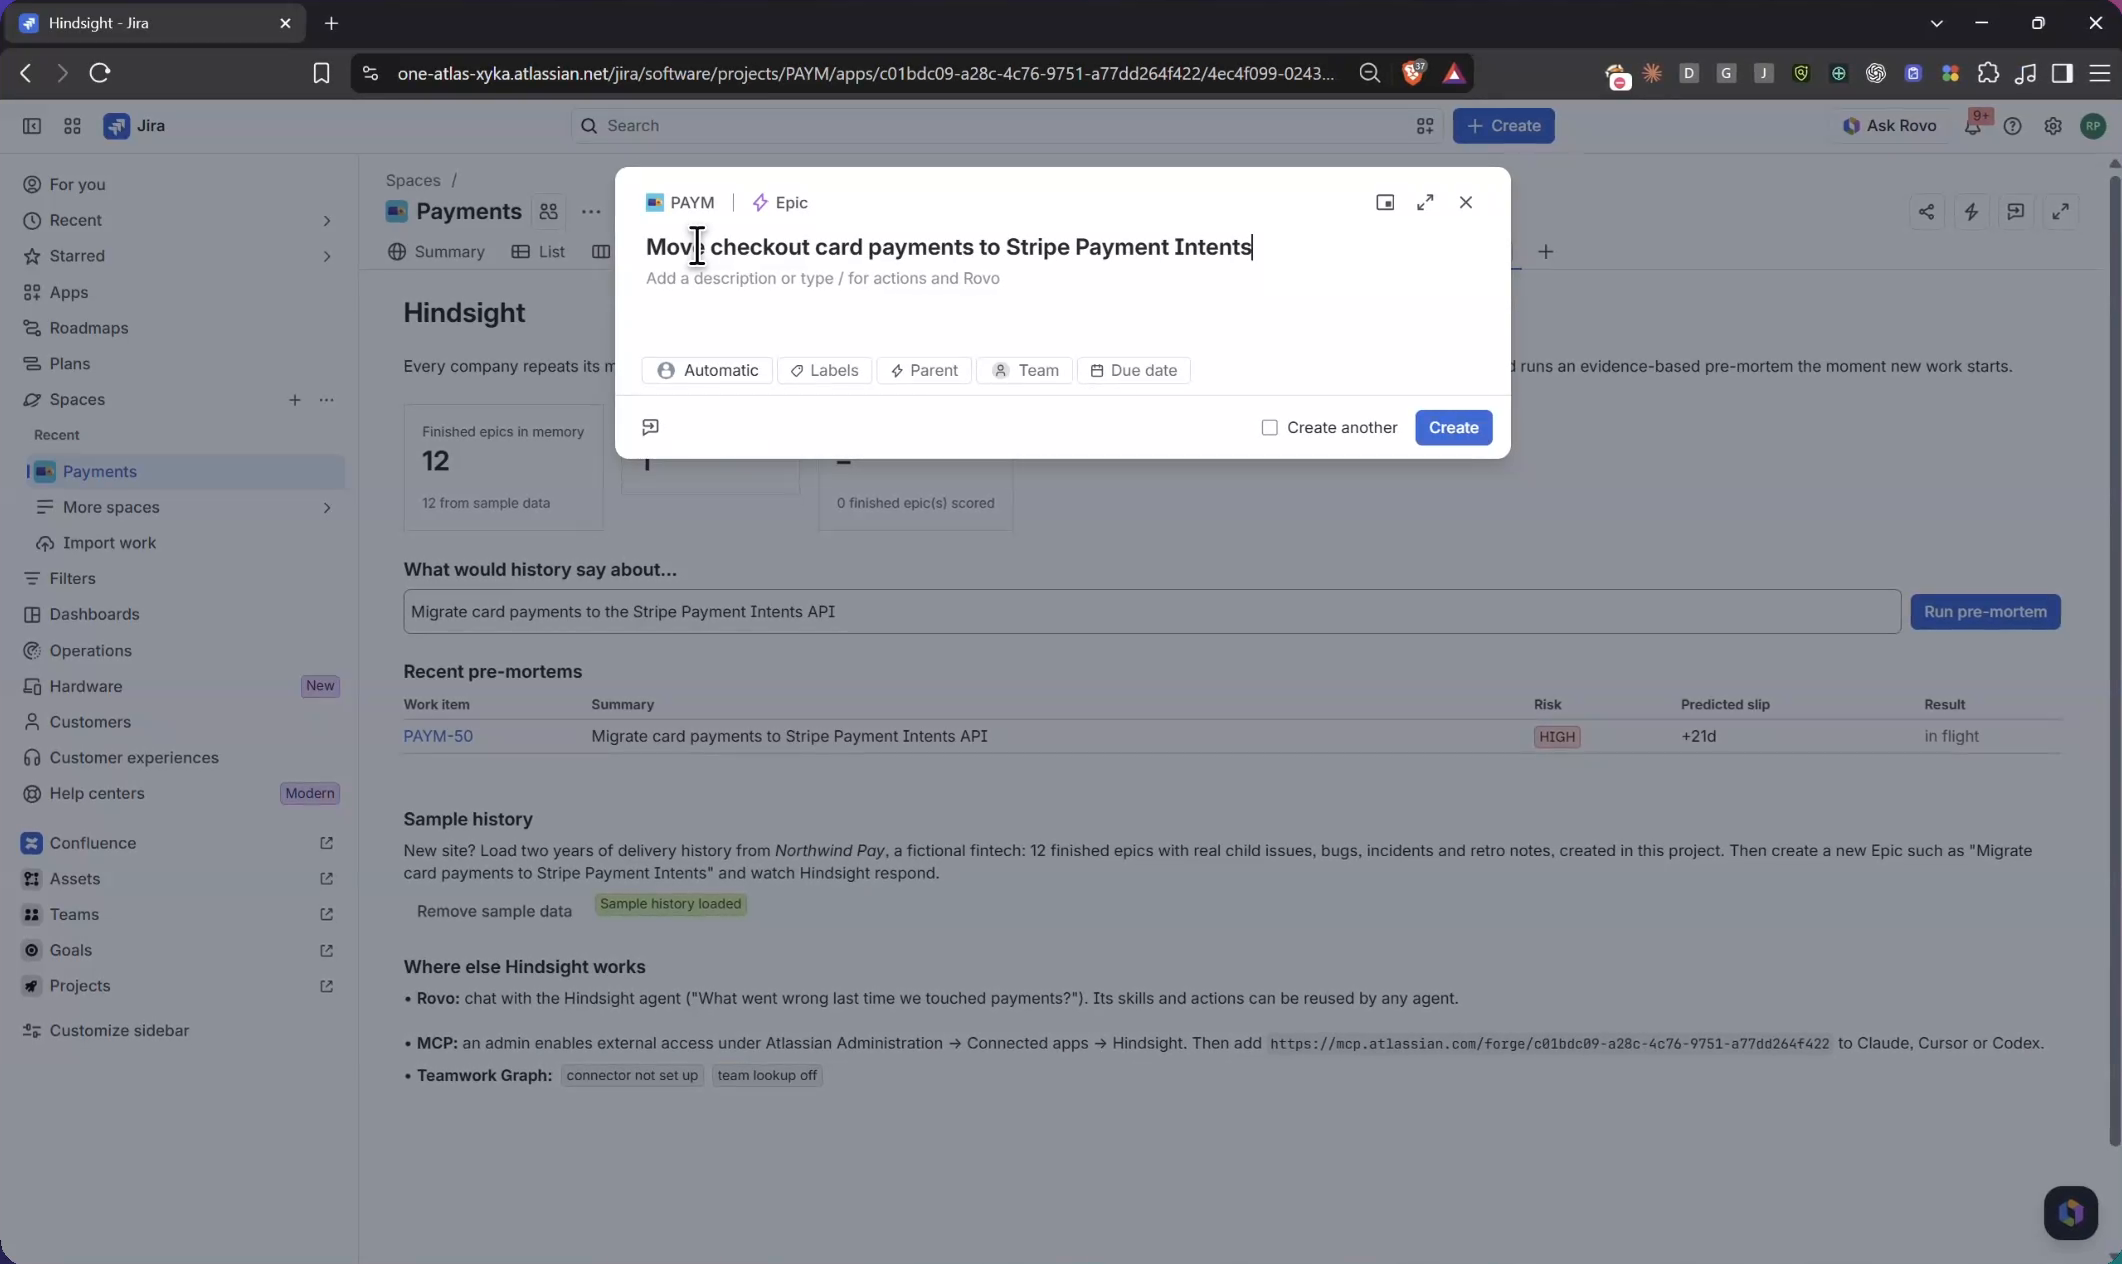 Hindsight - Jira
one-atlas-xyka.atlassian.net/jira/software/projects/PAYM/apps/c01bdc09-a28c-4c76-9751-a77dd264f422/4ec4f099-0243...
37
D
G
J
Jira
Search
+ Create
Ask Rovo
9+
RP
For you
Recent
Starred
Apps
Roadmaps
Plans
Spaces
Recent
Payments
More spaces
Import work
Filters
Dashboards
Operations
Hardware New
Customers
Customer experiences
Help centers Modern
Confluence
Assets
Teams
Goals
Projects
Customize sidebar
Spaces /
Payments
Summary List
PAYM Epic
Move checkout card payments to Stripe Payment Intents
Add a description or type / for actions and Rovo
Automatic Labels Parent Team Due date
Create another Create
Hindsight
Every company repeats its m
d runs an evidence-based pre-mortem the moment new work starts.
Finished epics in memory
12
12 from sample data
0 finished epic(s) scored
What would history say about...
Migrate card payments to the Stripe Payment Intents API
Run pre-mortem
Recent pre-mortems
Work item Summary Risk Predicted slip Result
PAYM-50 Migrate card payments to Stripe Payment Intents API HIGH +21d in flight
Sample history
New site? Load two years of delivery history from Northwind Pay, a fictional fintech: 12 finished epics with real child issues, bugs, incidents and retro notes, created in this project. Then create a new Epic such as "Migrate
card payments to Stripe Payment Intents" and watch Hindsight respond.
Remove sample data Sample history loaded
Where else Hindsight works
• Rovo: chat with the Hindsight agent ("What went wrong last time we touched payments?"). Its skills and actions can be reused by any agent.
• MCP: an admin enables external access under Atlassian Administration → Connected apps → Hindsight. Then add https://mcp.atlassian.com/forge/c01bdc09-a28c-4c76-9751-a77dd264f422 to Claude, Cursor or Codex.
• Teamwork Graph: connector not set up team lookup off